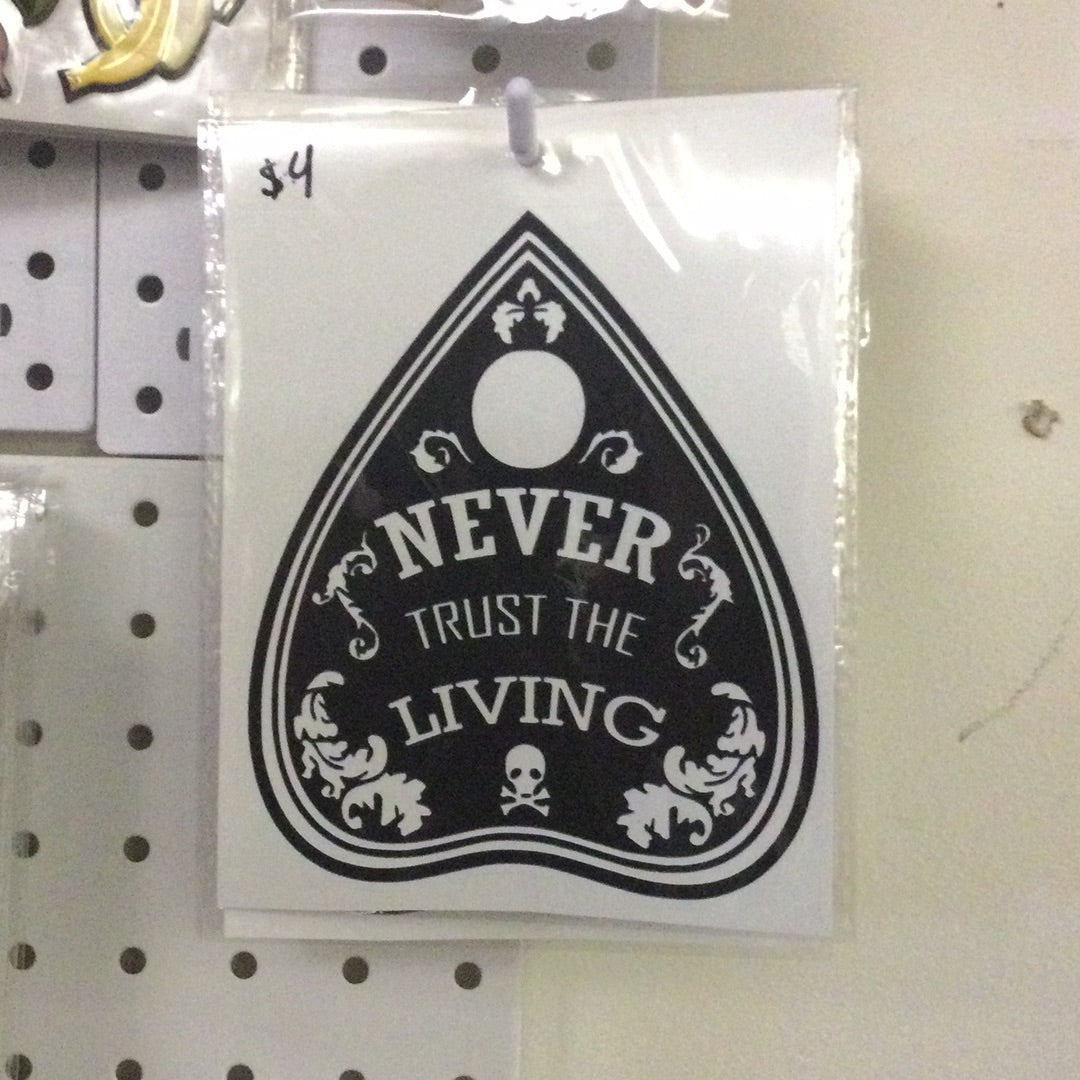 $4
NEVER
TRUST THE
LIVING